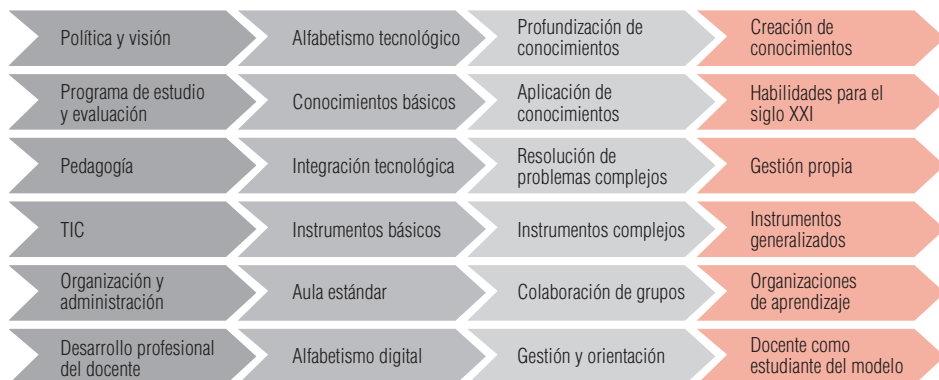 Política y visión
Alfabetismo tecnológico
Profundización de
conocimientos
Creación de
conocimientos
Programa de estudio
y evaluación
Conocimientos básicos
Aplicación de
conocimientos
Habilidades para el
siglo XXI
Pedagogía
Integración tecnológica
Resolución de
problemas complejos
Gestión propia
TIC
Instrumentos básicos
Instrumentos complejos
Instrumentos
generalizados
Organización y
administración
Aula estándar
Colaboración de grupos
Organizaciones
de aprendizaje
Desarrollo profesional
del docente
Alfabetismo digital
Gestión y orientación
Docente como
estudiante del modelo